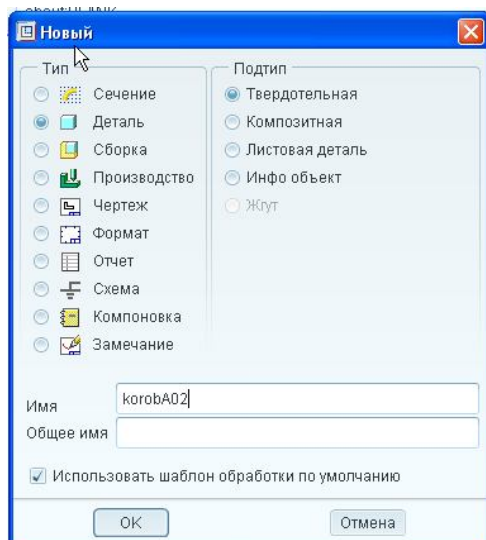 Новый
Тип
Подтип
Сечение
Твердотельная
Деталь
Композитная
Сборка
Листовая деталь
Производство
Инфо объект
Чертеж
Жгут
Формат
Отчет
Схема
Компоновка
Замечание
Имя
korobA02
Общее имя
Использовать шаблон обработки по умолчанию
OK
Отмена